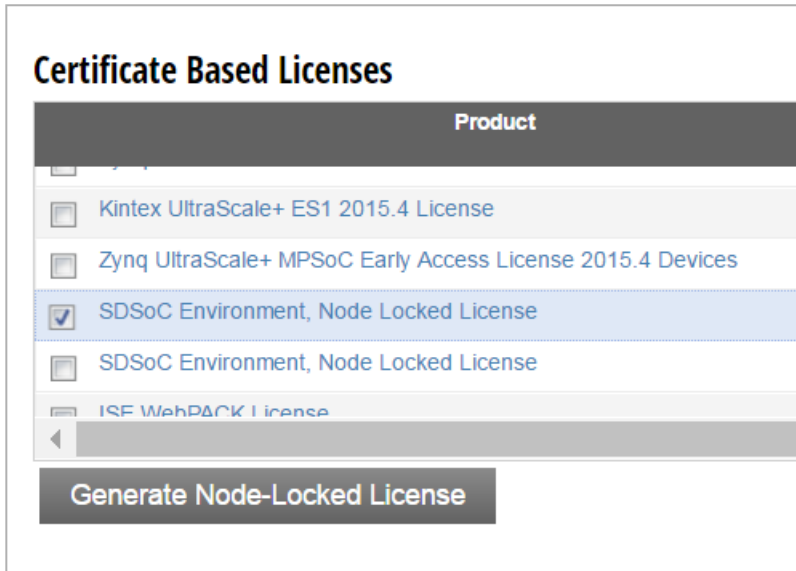 Certificate Based Licenses
Product
Kintex UltraScale+ ES1 2015.4 License
Zynq UltraScale+ MPSoC Early Access License 2015.4 Devices
SDSoC Environment, Node Locked License
SDSoC Environment, Node Locked License
ISE WebPACK License
Generate Node-Locked License